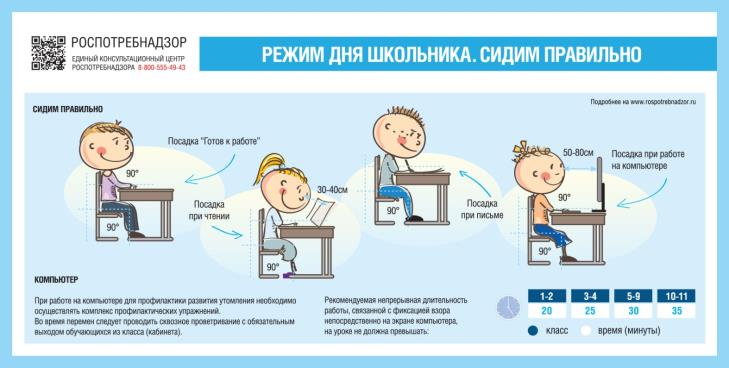 РОСПОТРЕБНАДЗОР
ЕДИНЫЙ КОНСУЛЬТАЦИОННЫЙ ЦЕНТР
РОСПОТРЕБНАДЗОРА 8-800-555-49-43
РЕЖИМ ДНЯ ШКОЛЬНИКА. СИДИМ ПРАВИЛЬНО
Подробнее на www.rospotrebnadzor.ru
СИДИМ ПРАВИЛЬНО
Посадка "Готов к работе"
90°
90°
Посадка
при чтении
30-40см
90°
90°
Посадка
при письме
50-80см
90°
90°
Посадка при работе
на компьютере
КОМПЬЮТЕР
При работе на компьютере для профилактики развития утомления необходимо
осуществлять комплекс профилактических упражнений.
Во время перемен следует проводить сквозное проветривание с обязательным
выходом обучающихся из класса (кабинета).
Рекомендуемая непрерывная длительность
работы, связанной с фиксацией взора
непосредственно на экране компьютера,
на уроке не должна превышать:
1-2 3-4 5-9 10-11
20 25 30 35
класс время (минуты)